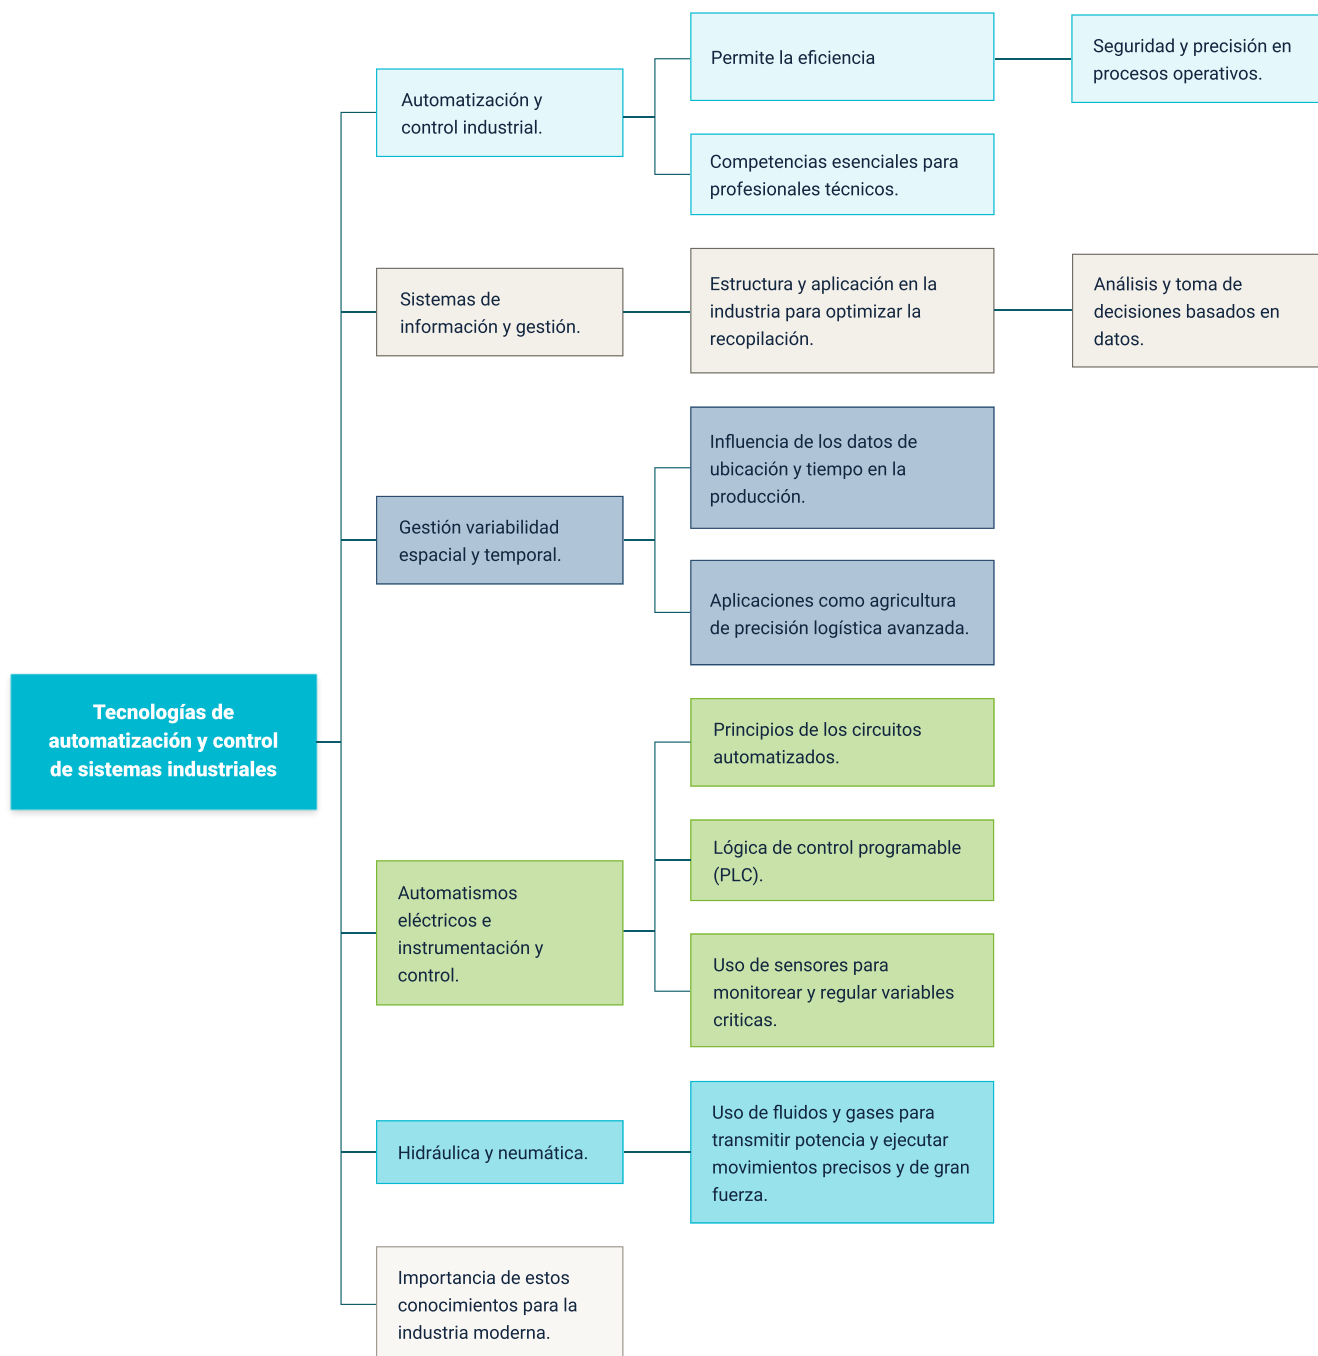 Tecnologías de
automatización y control
de sistemas industriales
Automatización y
control industrial.
Permite la eficiencia
Seguridad y precisión en
procesos operativos.
Competencias esenciales para
profesionales técnicos.
Sistemas de
información y gestión.
Estructura y aplicación en la
industria para optimizar la
recopilación.
Análisis y toma de
decisiones basados en
datos.
Gestión variabilidad
espacial y temporal.
Influencia de los datos de
ubicación y tiempo en la
producción.
Aplicaciones como agricultura
de precisión logística avanzada.
Automatismos
eléctricos e
instrumentación y
control.
Principios de los circuitos
automatizados.
Lógica de control programable
(PLC).
Uso de sensores para
monitorear y regular variables
criticas.
Hidráulica y neumática.
Uso de fluidos y gases para
transmitir potencia y ejecutar
movimientos precisos y de gran
fuerza.
Importancia de estos
conocimientos para la
industria moderna.